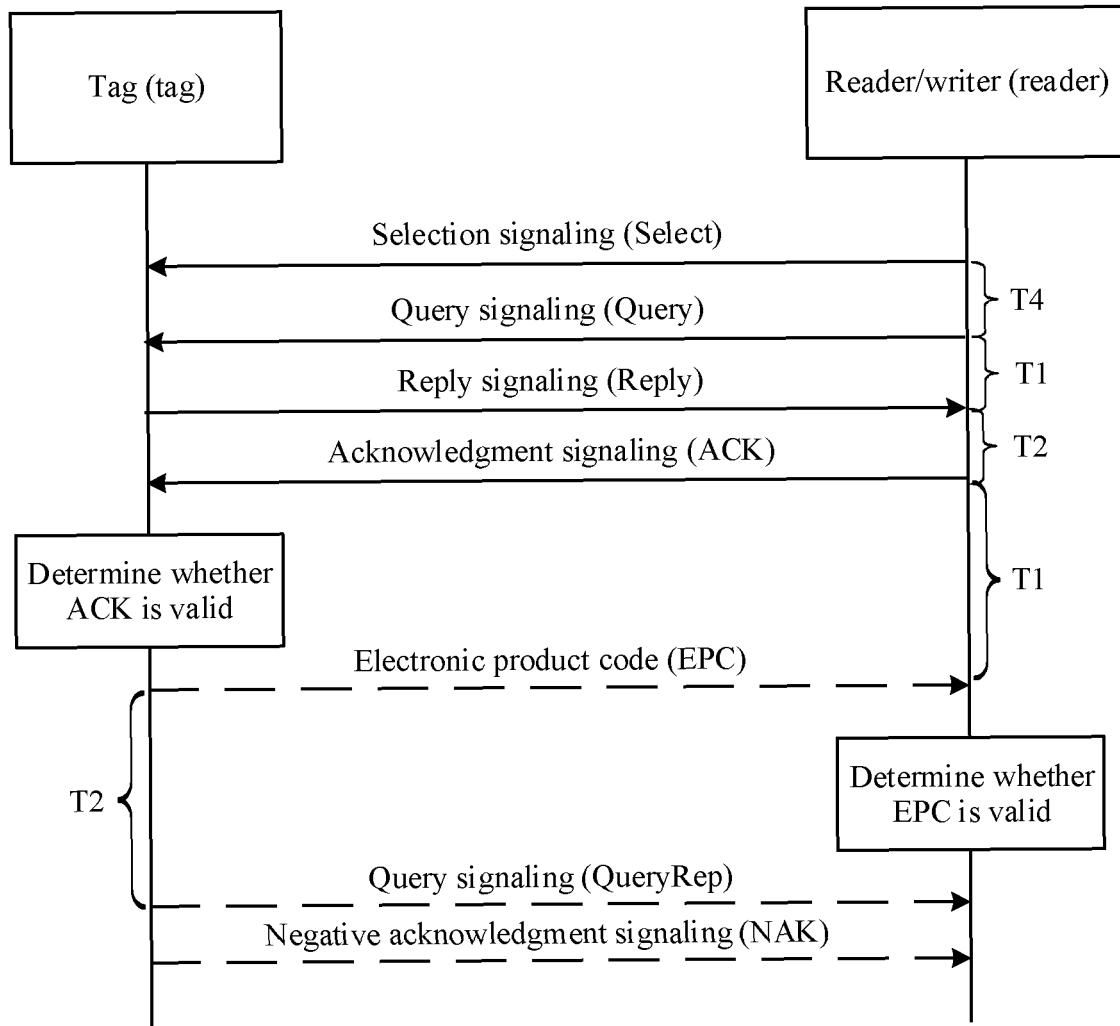 Tag (tag)
Reader/writer (reader)
Selection signaling (Select)
T4
Query signaling (Query)
T1
Reply signaling (Reply)
T2
Acknowledgment signaling (ACK)
Determine whether
ACK is valid
T1
Electronic product code (EPC)
Determine whether
EPC is valid
T2
Query signaling (QueryRep)
Negative acknowledgment signaling (NAK)